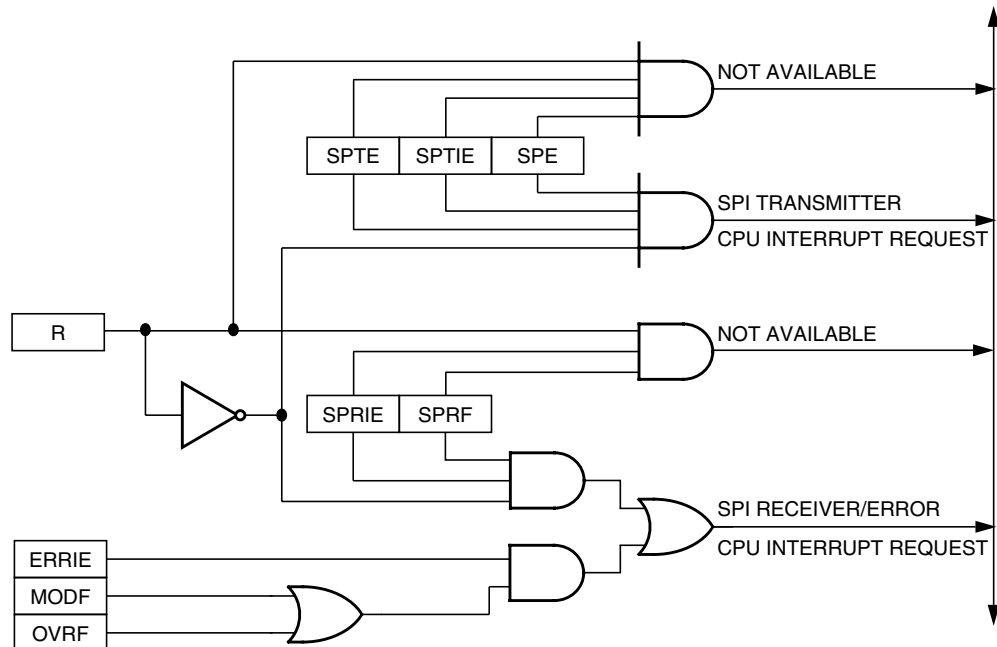 NOT AVAILABLE
SPTE SPTIE SPE
SPI TRANSMITTER
CPU INTERRUPT REQUEST
R
NOT AVAILABLE
SPRIE SPRF
SPI RECEIVER/ERROR
CPU INTERRUPT REQUEST
ERRIE
MODF
OVRF